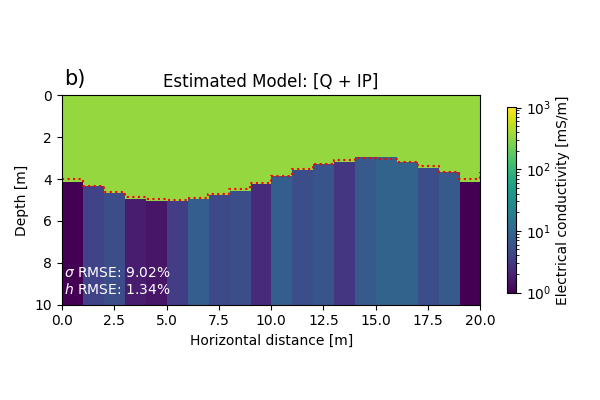 b)
Estimated Model: [Q + IP]
0
2
4
6
8
10
Depth [m]
σ RMSE: 9.02%
h RMSE: 1.34%
0.0 2.5 5.0 7.5 10.0 12.5 15.0 17.5 20.0
Horizontal distance [m]
10³
10²
10¹
10⁰
Electrical conductivity [mS/m]